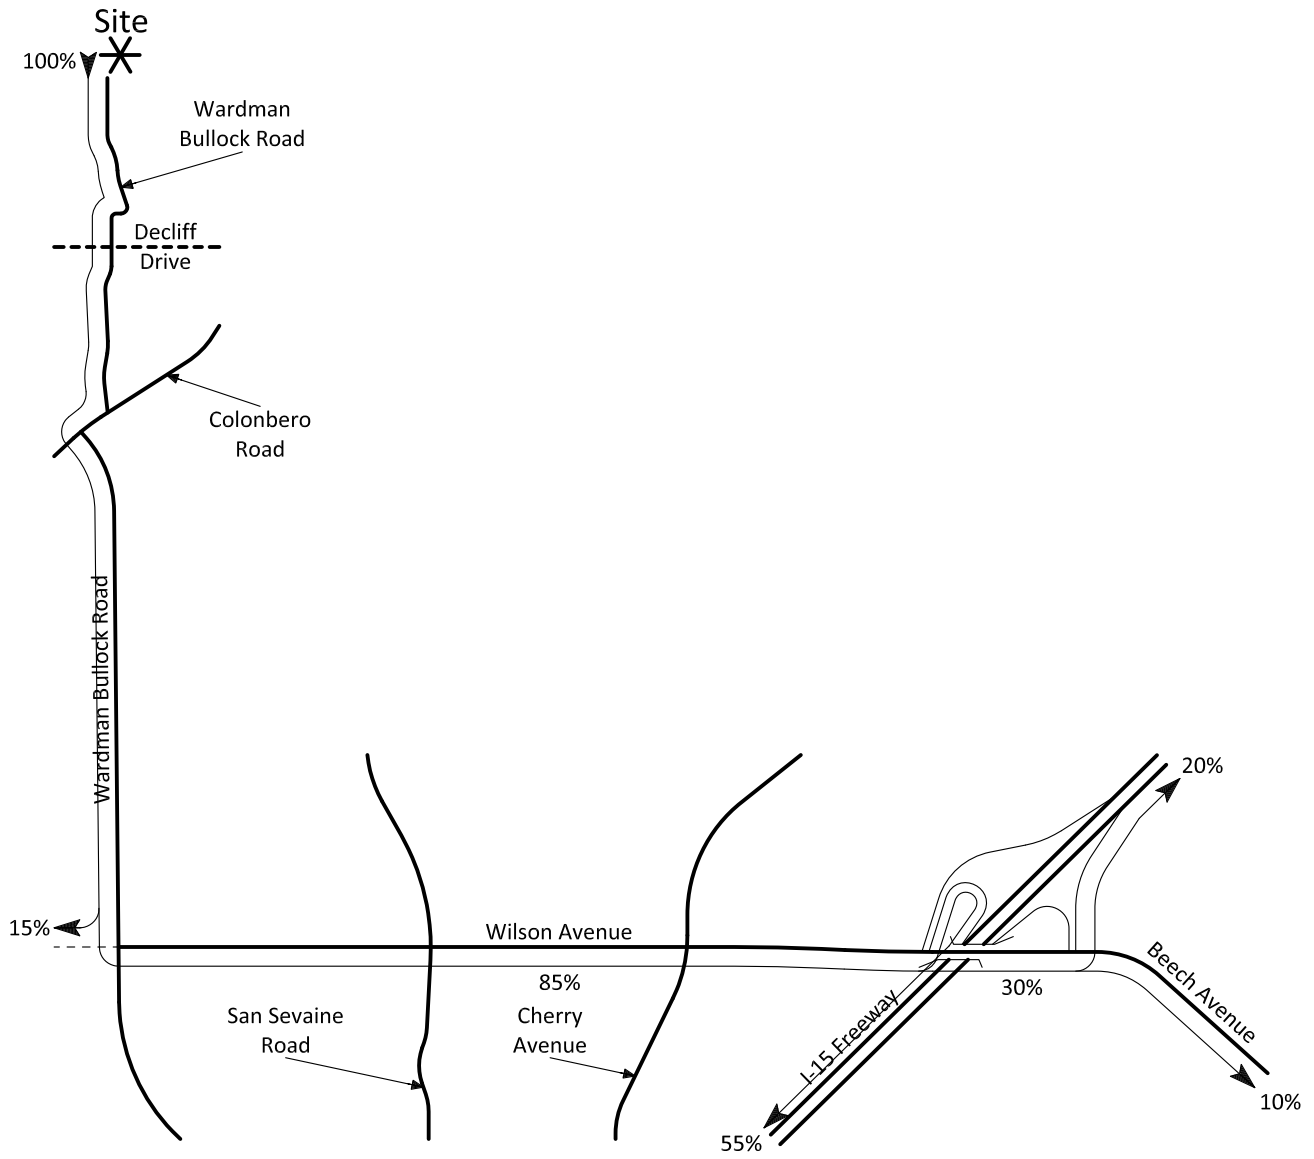 Site
100%
Wardman
Bullock Road
Decliff
Drive
Colonbero
Road
Wardman Bullock Road
20%
15%
Wilson Avenue
85%
30%
Beech Avenue
San Sevaine
Road
Cherry
Avenue
I-15 Freeway
10%
55%